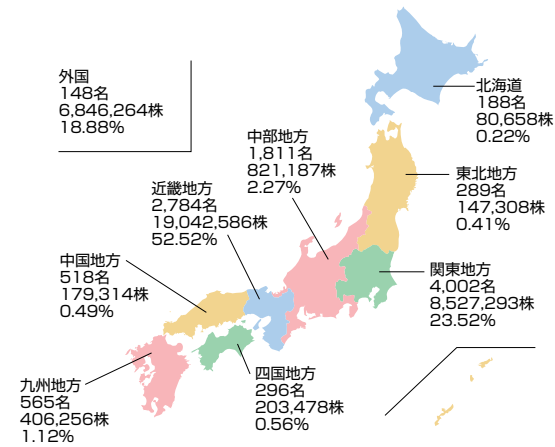 外国
148名
6,846,264株
18.88%
北海道
188名
80,658株
0.22%
中部地方
1,811名
821,187株
2.27%
東北地方
289名
147,308株
0.41%
近畿地方
2,784名
19,042,586株
52.52%
中国地方
518名
179,314株
0.49%
関東地方
4,002名
8,527,293株
23.52%
九州地方
565名
406,256株
1.12%
四国地方
296名
203,478株
0.56%